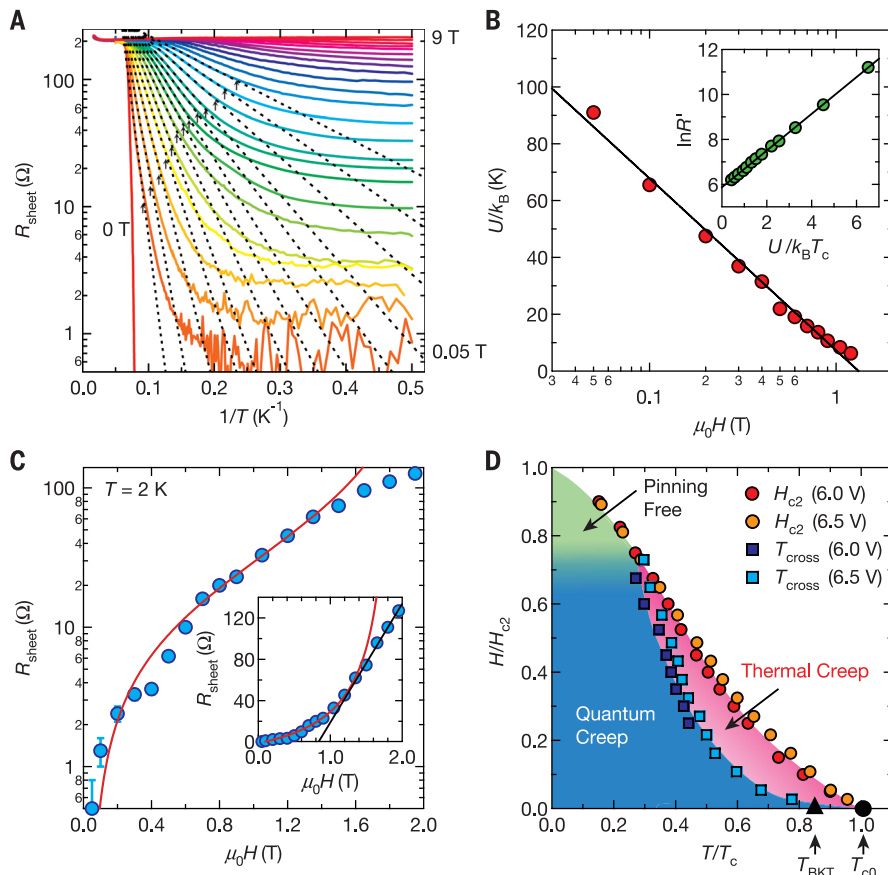 A
9 T
100
10
1
2
8
6
4
2
8
6
4
2
8
6
R_sheet (Ω)
0 T
0.05 T
0.0 0.1 0.2 0.3 0.4 0.5
1/T (K⁻¹)
B
120
100
80
60
40
20
0
U/k_B (K)
3 4 5 6 2 3 4 5 6
0.1 1
μ₀H (T)
12
10
8
6
lnR'
0 2 4 6
U/k_BT_c
C
T = 2 K
100
10
1
8
6
4
2
8
6
4
2
8
6
R_sheet (Ω)
0.0 0.4 0.8 1.2 1.6 2.0
μ₀H (T)
120
80
40
0
R_sheet (Ω)
0.0 1.0 2.0
μ₀H (T)
D
1.0
0.8
0.6
0.4
0.2
0.0
H/H_c2
Pinning
Free
H_c2 (6.0 V)
H_c2 (6.5 V)
T_cross (6.0 V)
T_cross (6.5 V)
Thermal Creep
Quantum
Creep
0.0 0.2 0.4 0.6 0.8 1.0
T/T_c
T_BKT T_c0